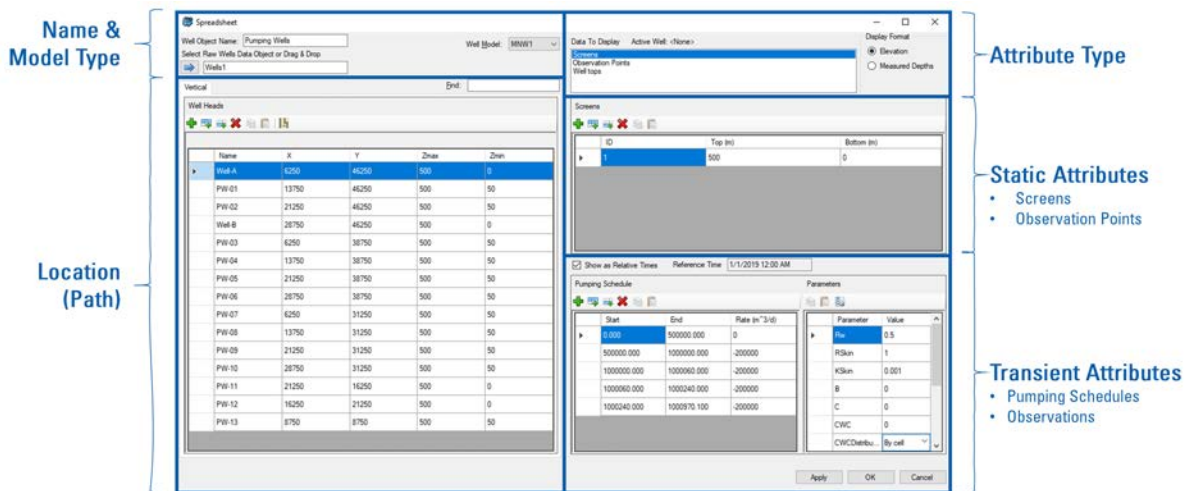 Name &
Model Type
Location
(Path)
Spreadsheet
Well Object Name: Pumping Wells
Well Model: MNW1
Select Raw Wells Data Object or Drag & Drop
Wells1
Vertical
Find:
Well Heads
Name X Y Zmax Zmin
Well-A 6250 46250 500 0
PW-01 13750 46250 500 50
PW-02 21250 46250 500 50
Well-B 28750 46250 500 0
PW-03 6250 38750 500 50
PW-04 13750 38750 500 50
PW-05 21250 38750 500 50
PW-06 28750 38750 500 50
PW-07 6250 31250 500 50
PW-08 13750 31250 500 50
PW-09 21250 31250 500 50
PW-10 28750 31250 500 50
PW-11 21250 16250 500 0
PW-12 16250 21250 500 0
PW-13 8750 8750 500 50
Data To Display Active Well: <None>
Screens
Observation Points
Well tops
Display Format
Elevation
Measured Depths
Screens
ID Top (m) Bottom (m)
1 500 0
Show as Relative Times Reference Time 1/1/2019 12:00 AM
Pumping Schedule
Start End Rate (m^3/d)
0.000 500000.000 0
500000.000 1000000.000 -200000
1000000.000 1000060.000 -200000
1000060.000 1000240.000 -200000
1000240.000 1000970.100 -200000
Parameters
Parameter Value
Rw 0.5
RSkin 1
KSkin 0.001
B 0
C 0
CWC 0
CWCDistribu... By cell
Apply OK Cancel
Attribute Type
Static Attributes
• Screens
• Observation Points
Transient Attributes
• Pumping Schedules
• Observations